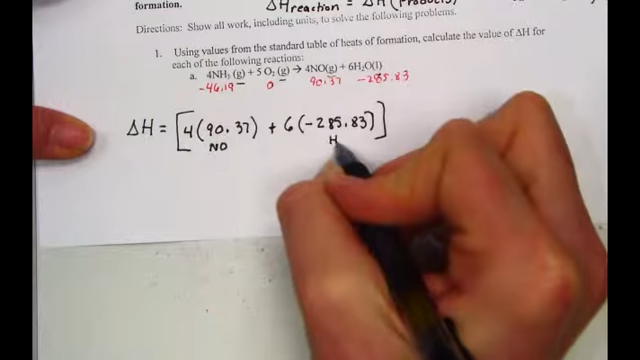 formation. ΔHreaction = ΔH (Products)
Directions: Show all work, including units, to solve the following problems.
1. Using values from the standard table of heats of formation, calculate the value of ΔH for
each of the following reactions:
a. 4NH₃ (g) + 5 O₂ (g) → 4NO(g) + 6H₂O(l)
-46.19 0 90.37 -285.83
ΔH = [4(90.37) + 6(-285.83)]
NO H